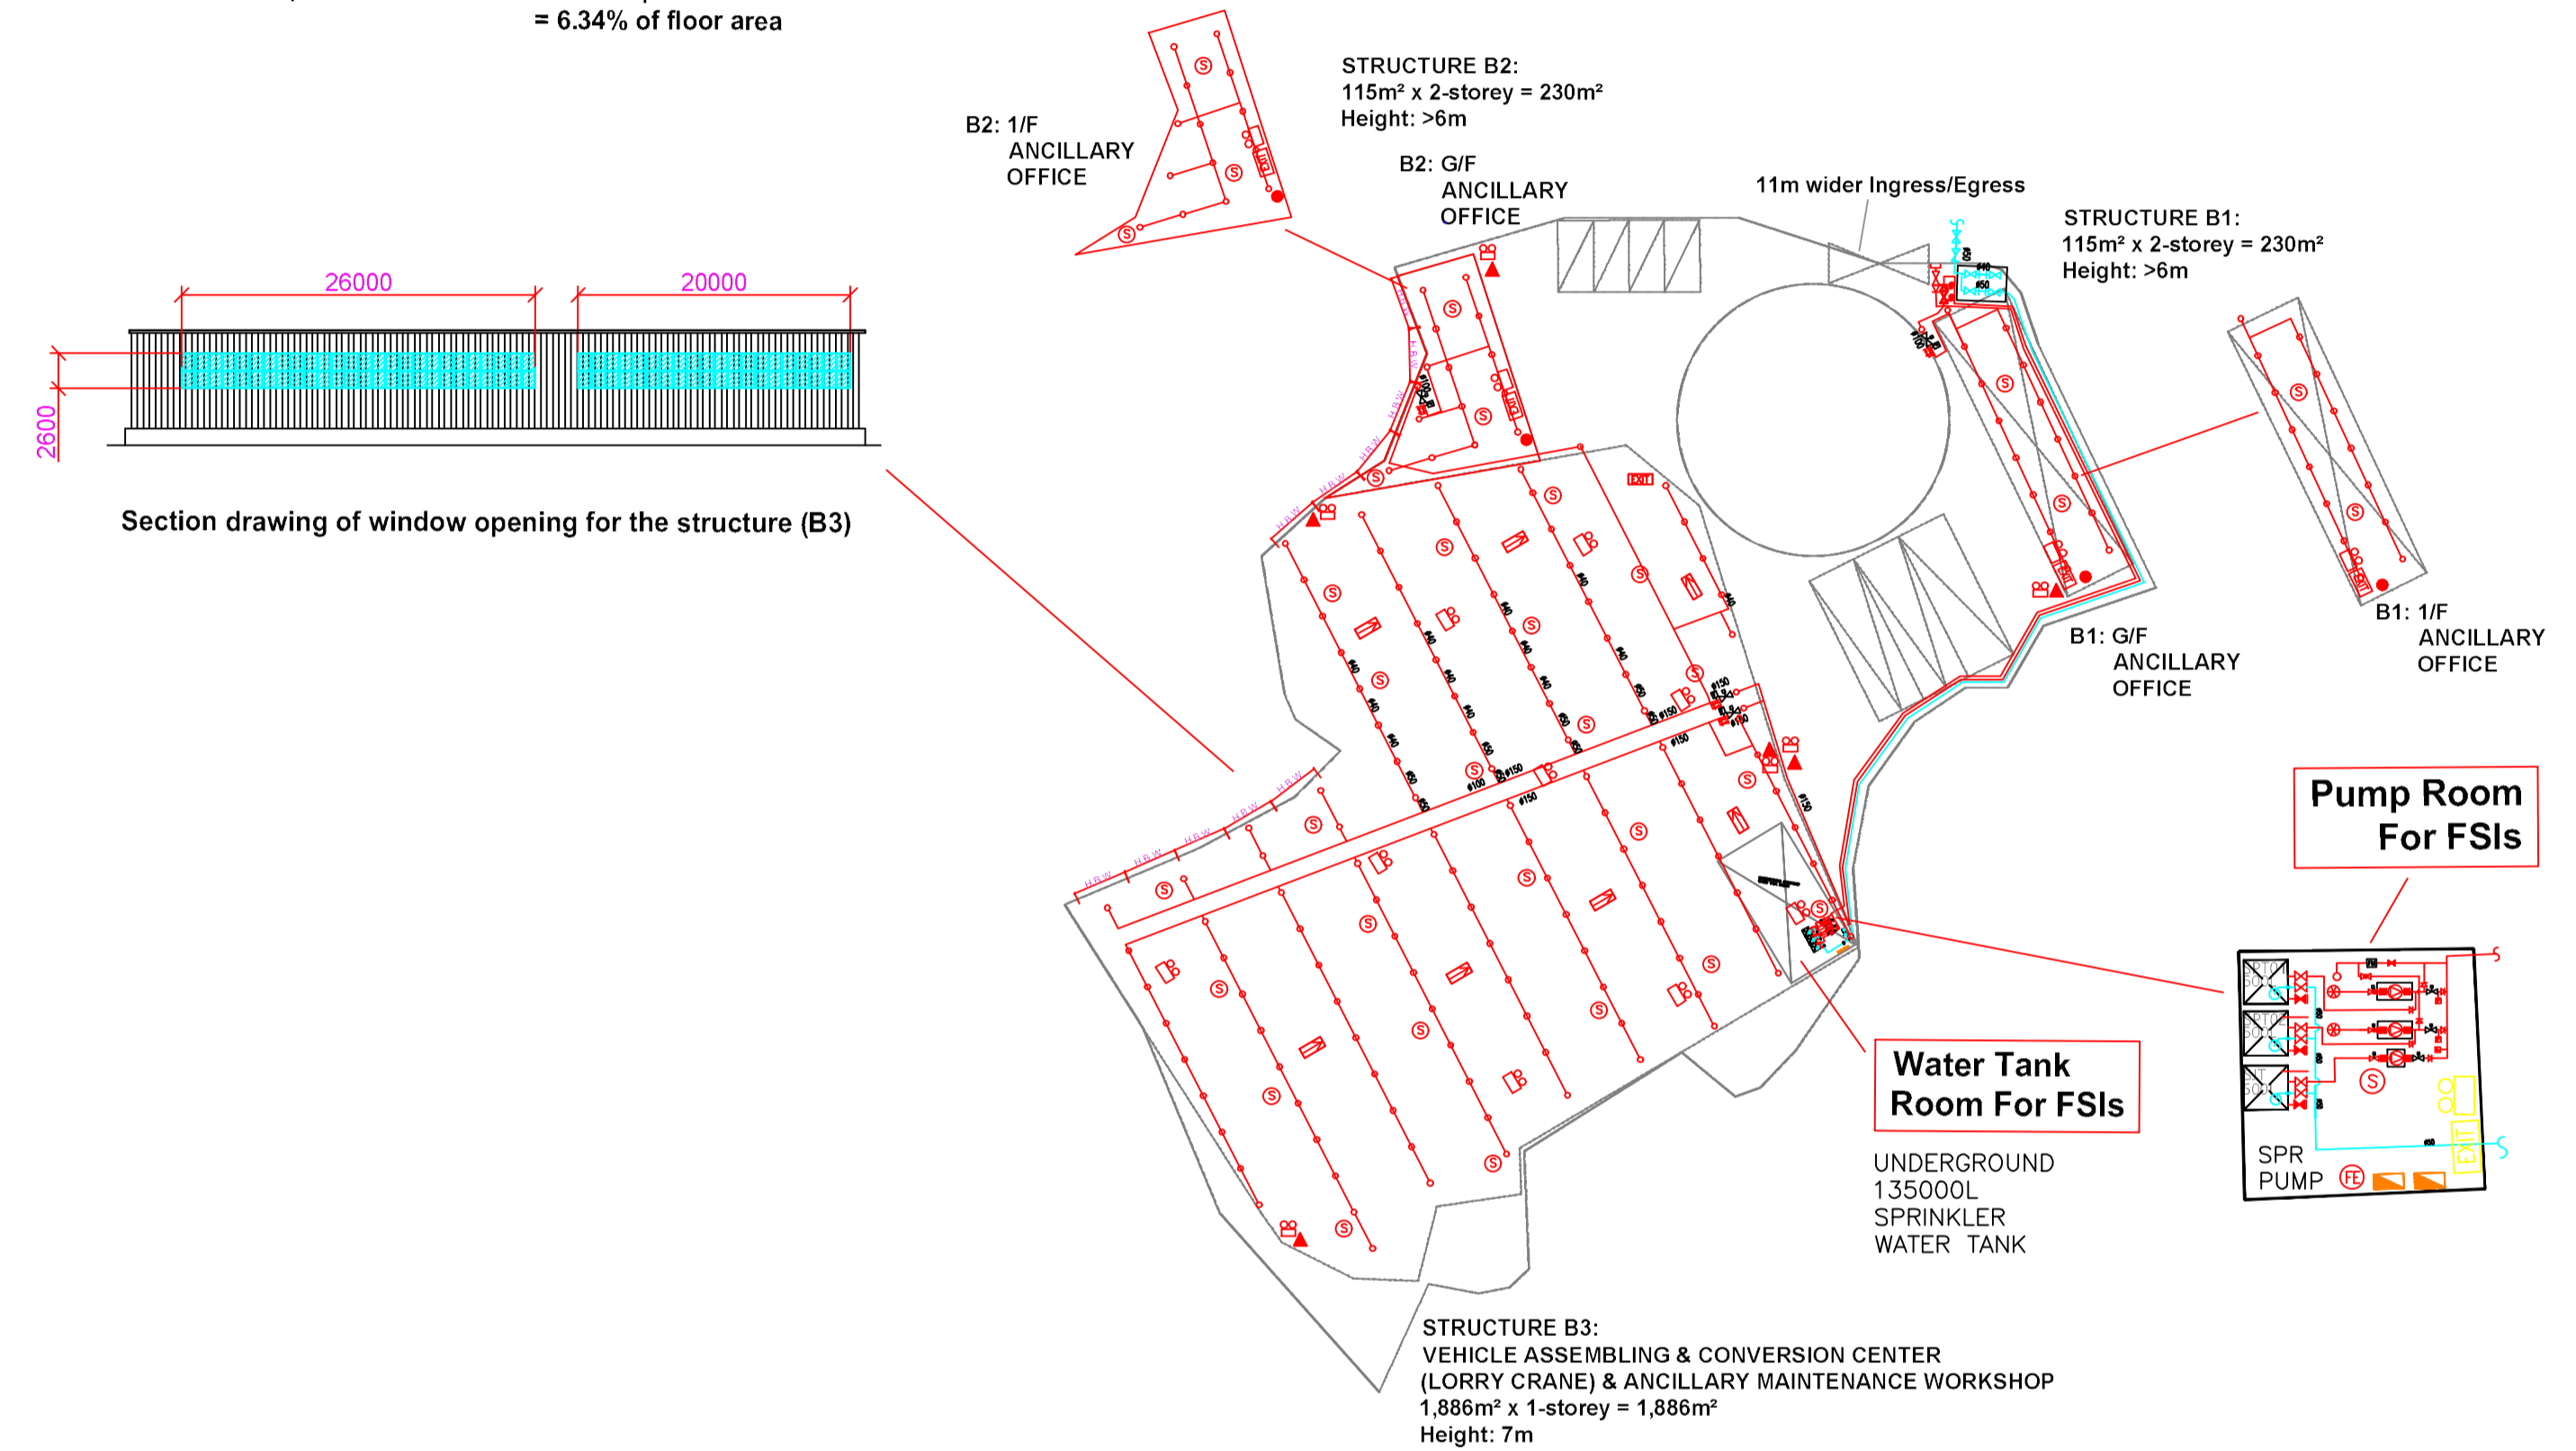 = 6.34% of floor area
STRUCTURE B2:
115m² x 2-storey = 230m²
Height: >6m
B2: 1/F
ANCILLARY
OFFICE
B2: G/F
ANCILLARY
OFFICE
11m wider Ingress/Egress
STRUCTURE B1:
115m² x 2-storey = 230m²
Height: >6m
26000
20000
2600
Section drawing of window opening for the structure (B3)
B1: 1/F
ANCILLARY
OFFICE
B1: G/F
ANCILLARY
OFFICE
EXIT
H.B.W
Pump Room
For FSIs
Water Tank
Room For FSIs
UNDERGROUND
135000L
SPRINKLER
WATER TANK
SPR
PUMP
FE
EXIT
STRUCTURE B3:
VEHICLE ASSEMBLING & CONVERSION CENTER
(LORRY CRANE) & ANCILLARY MAINTENANCE WORKSHOP
1,886m² x 1-storey = 1,886m²
Height: 7m